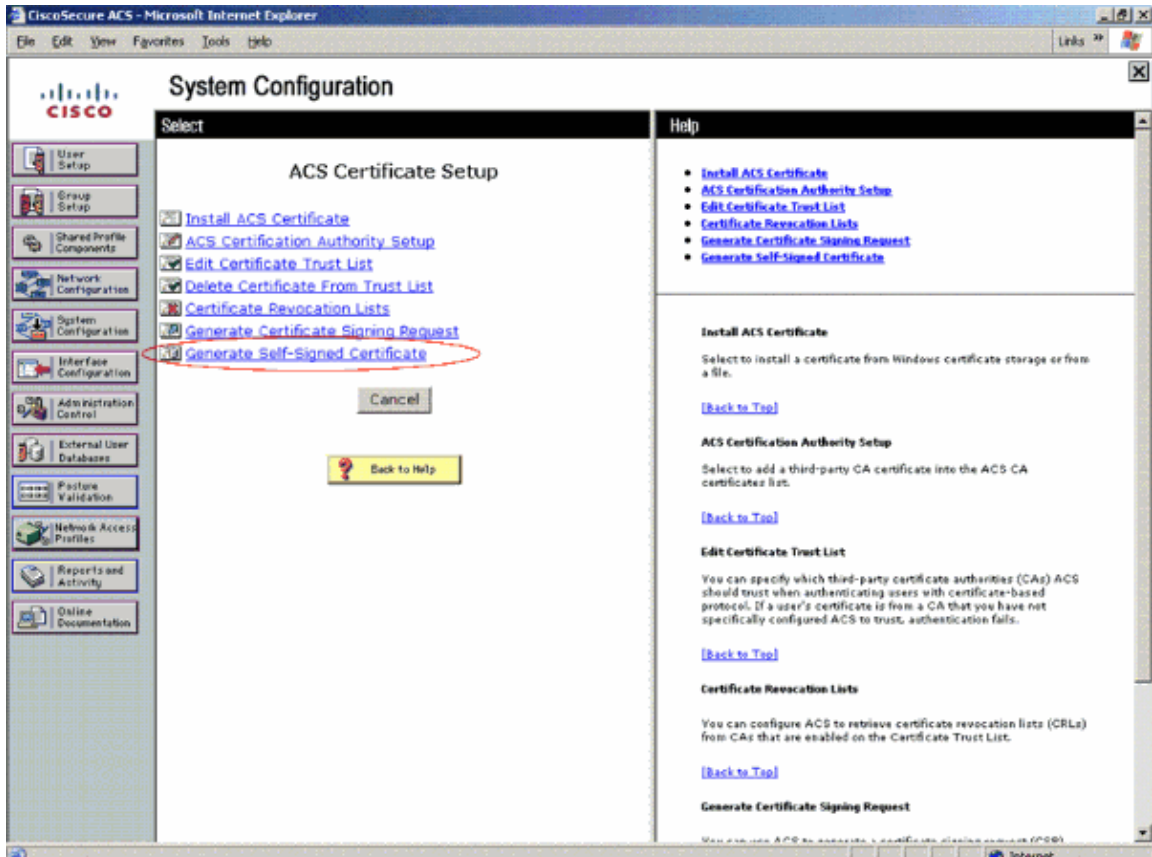 CiscoSecure ACS - Microsoft Internet Explorer
File Edit View Favorites Tools Help
Links »
CISCO
System Configuration
Select
Help
User
Setup
Group
Setup
Shared Profile
Components
Network
Configuration
System
Configuration
Interface
Configuration
Administration
Control
External User
Databases
Posture
Validation
Network Access
Profiles
Reports and
Activity
Online
Documentation
ACS Certificate Setup
Install ACS Certificate
ACS Certification Authority Setup
Edit Certificate Trust List
Delete Certificate From Trust List
Certificate Revocation Lists
Generate Certificate Signing Request
Generate Self-Signed Certificate
Cancel
Back to Help
• Install ACS Certificate
• ACS Certification Authority Setup
• Edit Certificate Trust List
• Certificate Revocation Lists
• Generate Certificate Signing Request
• Generate Self-Signed Certificate
Install ACS Certificate
Select to install a certificate from Windows certificate storage or from
a file.
[Back to Top]
ACS Certification Authority Setup
Select to add a third-party CA certificate into the ACS CA
certificates list.
[Back to Top]
Edit Certificate Trust List
You can specify which third-party certificate authorities (CAs) ACS
should trust when authenticating users with certificate-based
protocol. If a user's certificate is from a CA that you have not
specifically configured ACS to trust, authentication fails.
[Back to Top]
Certificate Revocation Lists
You can configure ACS to retrieve certificate revocation lists (CRLs)
from CAs that are enabled on the Certificate Trust List.
[Back to Top]
Generate Certificate Signing Request
You can use ACS to generate a certificate signing request (CSR)
Internet